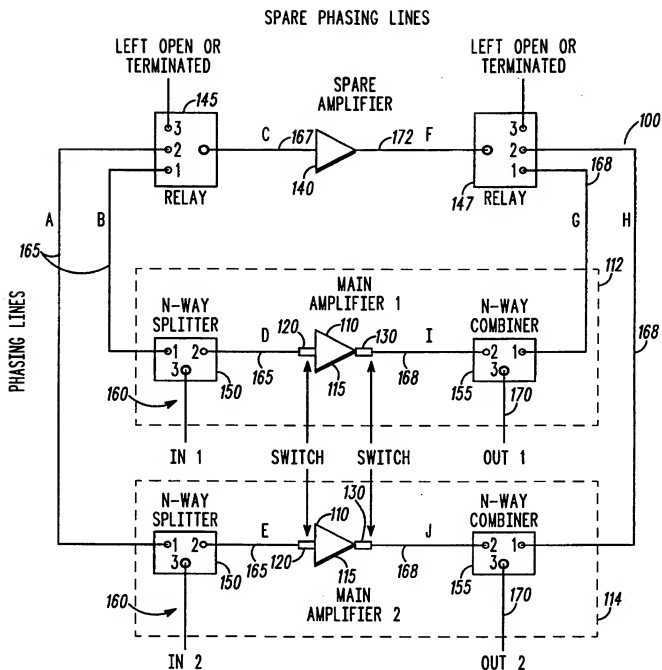 SPARE PHASING LINES
LEFT OPEN OR
TERMINATED
SPARE
AMPLIFIER
LEFT OPEN OR
TERMINATED
145
3
2
1
RELAY
C
167
140
172
F
3
2
1
147
RELAY
100
168
A
B
G
H
165
PHASING LINES
112
N-WAY
SPLITTER
MAIN
AMPLIFIER 1
110
120
130
N-WAY
COMBINER
1
2
3
D
165
115
I
168
2
1
3
168
160
150
155
170
IN 1
SWITCH
SWITCH
OUT 1
N-WAY
SPLITTER
110
130
N-WAY
COMBINER
1
2
3
E
165
120
115
J
168
2
1
3
160
150
MAIN
AMPLIFIER 2
155
170
114
IN 2
OUT 2